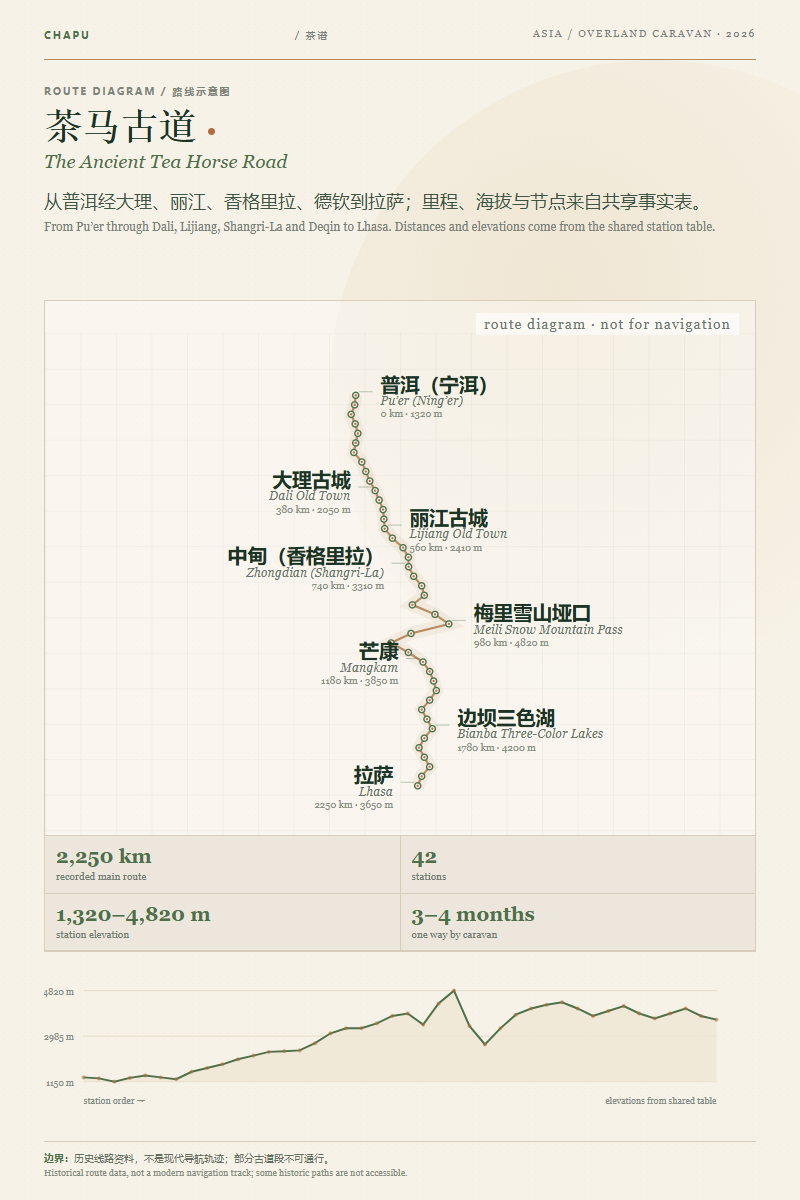 CHAPU / 茶谱 ASIA / OVERLAND CARAVAN · 2026
ROUTE DIAGRAM / 路线示意图
茶马古道
The Ancient Tea Horse Road
从普洱经大理、丽江、香格里拉、德钦到拉萨；里程、海拔与节点来自共享事实表。
From Pu'er through Dali, Lijiang, Shangri-La and Deqin to Lhasa. Distances and elevations come from the shared station table.
route diagram · not for navigation
普洱（宁洱）
Pu'er (Ning'er)
0 km · 1320 m
大理古城
Dali Old Town
380 km · 2050 m
丽江古城
Lijiang Old Town
560 km · 2410 m
中甸（香格里拉）
Zhongdian (Shangri-La)
740 km · 3310 m
梅里雪山垭口
Meili Snow Mountain Pass
980 km · 4820 m
芒康
Mangkam
1180 km · 3850 m
边坝三色湖
Bianba Three-Color Lakes
1780 km · 4200 m
拉萨
Lhasa
2250 km · 3650 m
2,250 km
recorded main route
42
stations
1,320–4,820 m
station elevation
3–4 months
one way by caravan
4820 m
2985 m
1150 m
station order →
elevations from shared table
边界：历史线路资料，不是现代导航轨迹；部分古道段不可通行。
Historical route data, not a modern navigation track; some historic paths are not accessible.